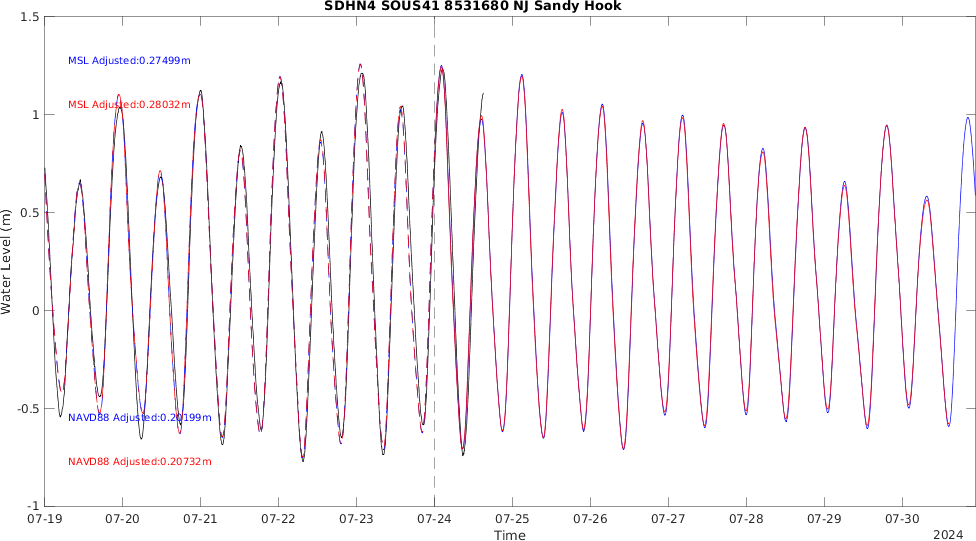 SDHN4 SOUS41 8531680 NJ Sandy Hook
1.5
MSL Adjusted:0.27499m
MSL Adjusted:0.28032m
1
0.5
Water Level (m)
0
-0.5
NAVD88 Adjusted:0.20199m
NAVD88 Adjusted:0.20732m
-1
07-19 07-20 07-21 07-22 07-23 07-24 07-25 07-26 07-27 07-28 07-29 07-30
Time
2024